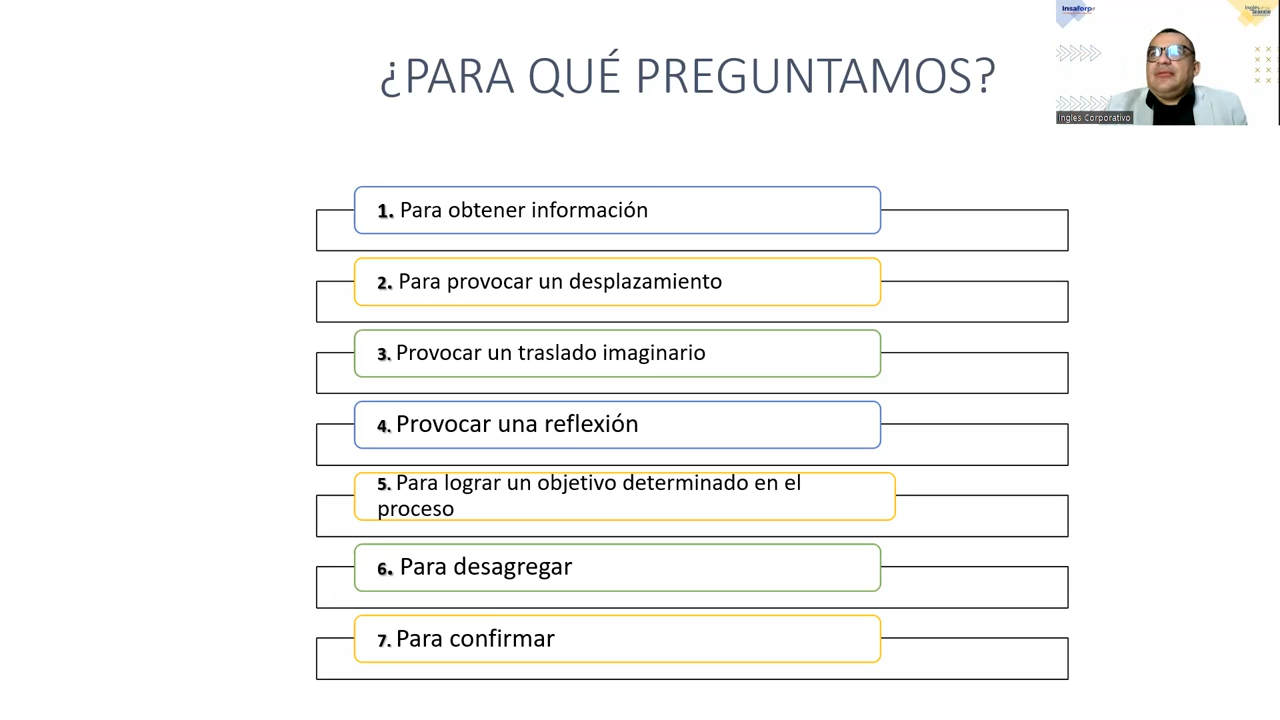 ¿PARA QUÉ PREGUNTAMOS?
Insaforp
Ingles Corporativo
1. Para obtener información
2. Para provocar un desplazamiento
3. Provocar un traslado imaginario
4. Provocar una reflexión
5. Para lograr un objetivo determinado en el
proceso
6. Para desagregar
7. Para confirmar